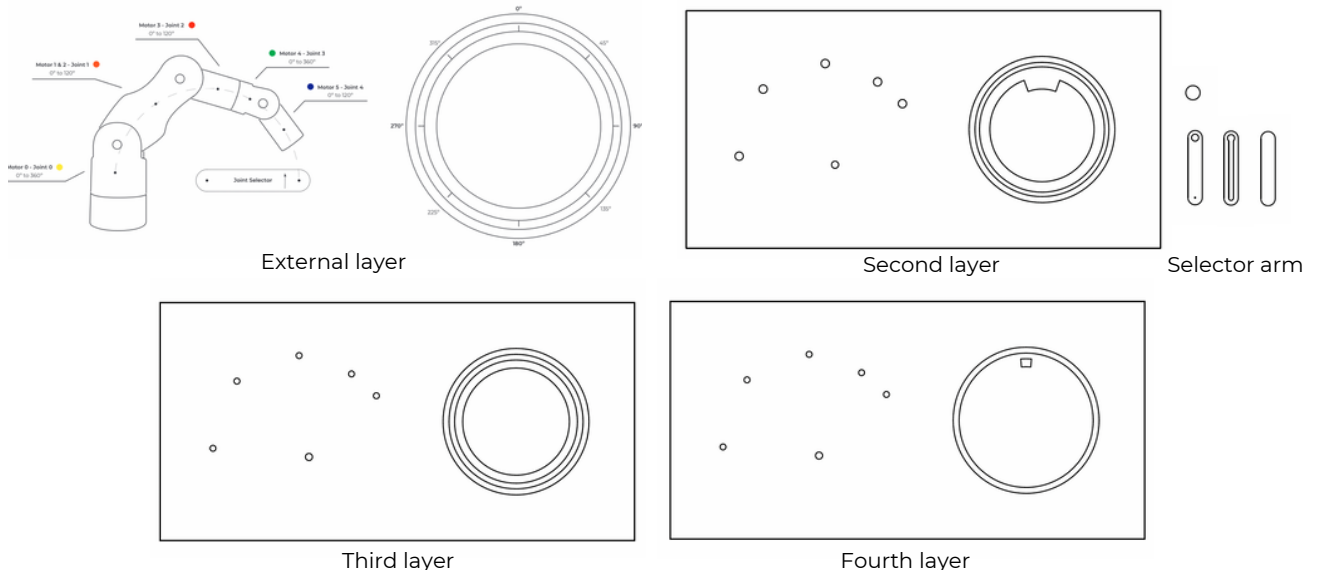 Motor 3 - Joint 2
0° to 120°
Motor 4 - Joint 3
0° to 360°
Motor 1 & 2 - Joint 1
0° to 120°
Motor 5 - Joint 4
0° to 120°
Motor 0 - Joint 0
0° to 360°
Joint Selector
0°
45°
90°
135°
180°
225°
270°
315°
External layer
Second layer
Selector arm
Third layer
Fourth layer